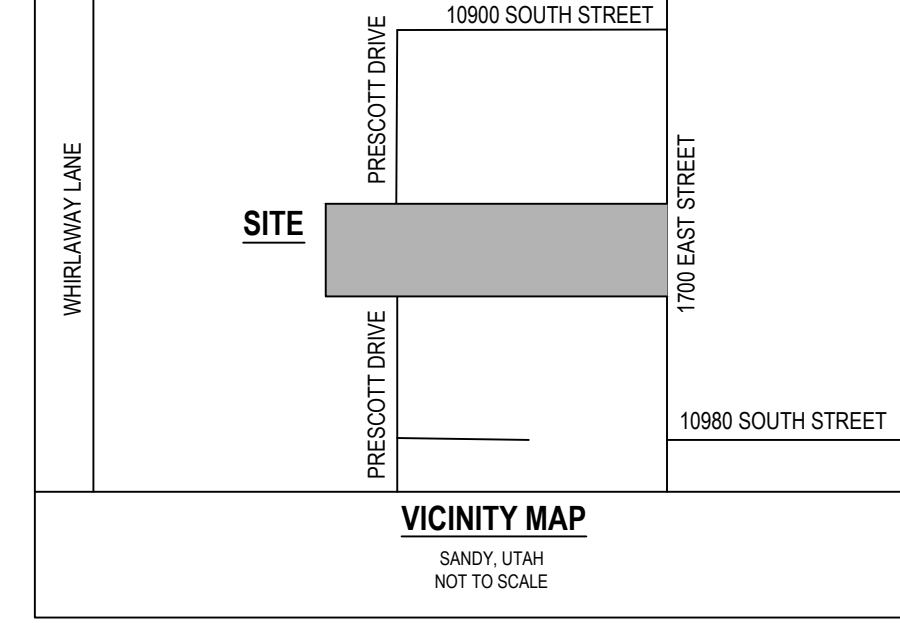 10900 SOUTH STREET
PRESCOTT DRIVE
WHIRLAWAY LANE
SITE
1700 EAST STREET
PRESCOTT DRIVE
10980 SOUTH STREET
VICINITY MAP
SANDY, UTAH
NOT TO SCALE